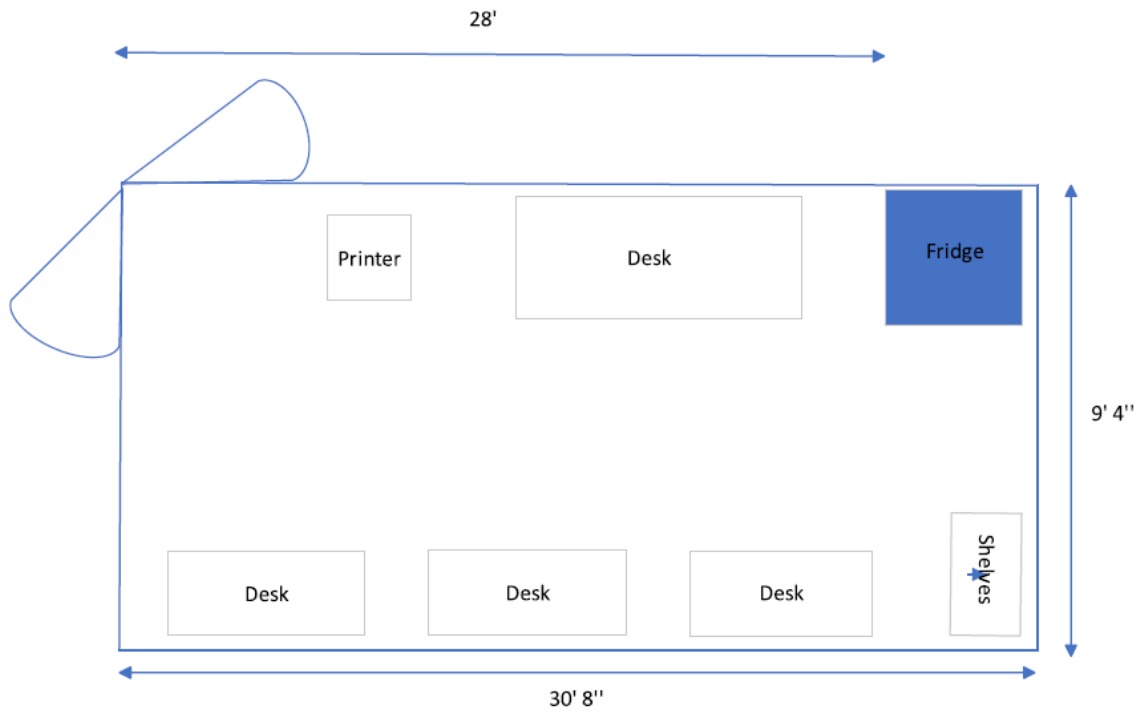 28'
Printer
Desk
Fridge
9' 4''
Desk
Desk
Desk
Shelves
30' 8''